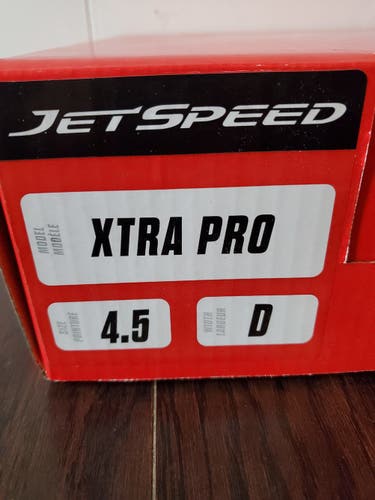 JETSPEED
MODEL
MODÈLE
XTRA PRO
SIZE
POINTURE
4.5
WIDTH
LARGEUR
D